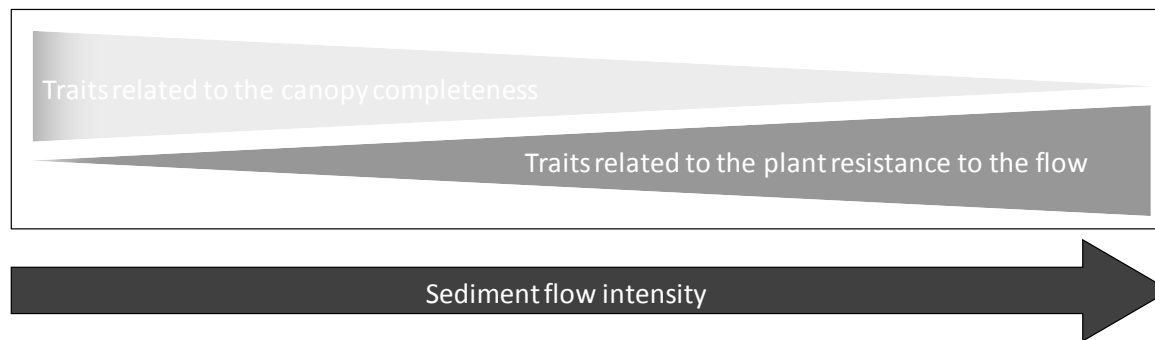 Traits related to the canopy completeness
Traits related to the plant resistance to the flow
Sediment flow intensity